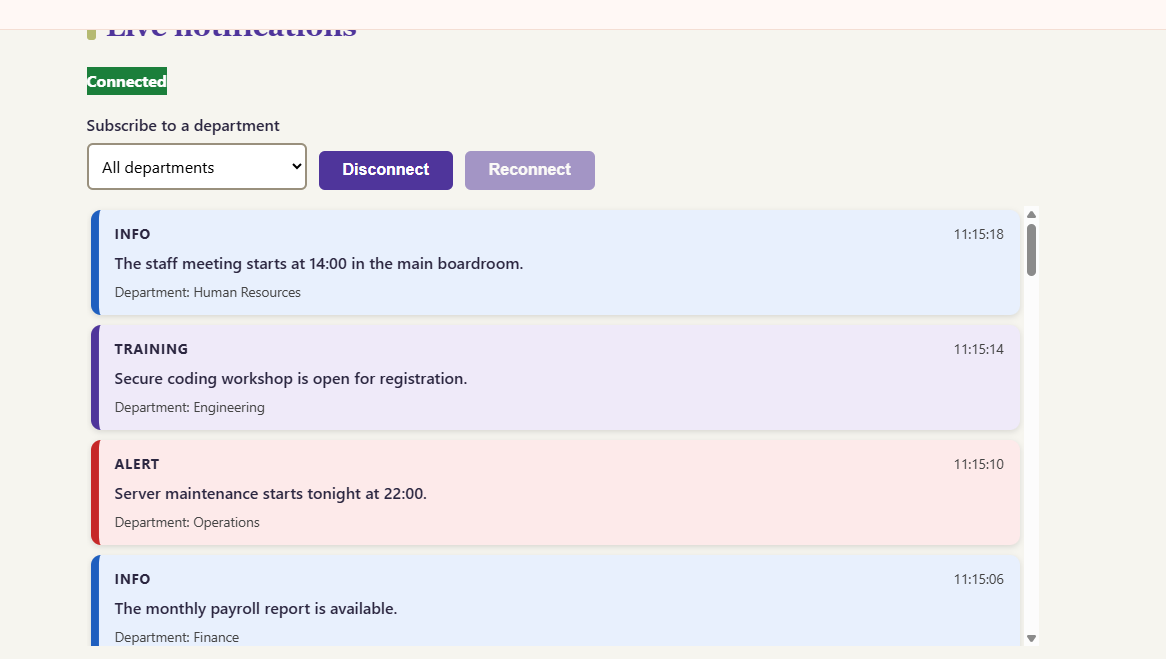 Live notifications
Connected
Subscribe to a department
All departments
Disconnect
Reconnect
INFO
11:15:18
The staff meeting starts at 14:00 in the main boardroom.
Department: Human Resources
TRAINING
11:15:14
Secure coding workshop is open for registration.
Department: Engineering
ALERT
11:15:10
Server maintenance starts tonight at 22:00.
Department: Operations
INFO
11:15:06
The monthly payroll report is available.
Department: Finance